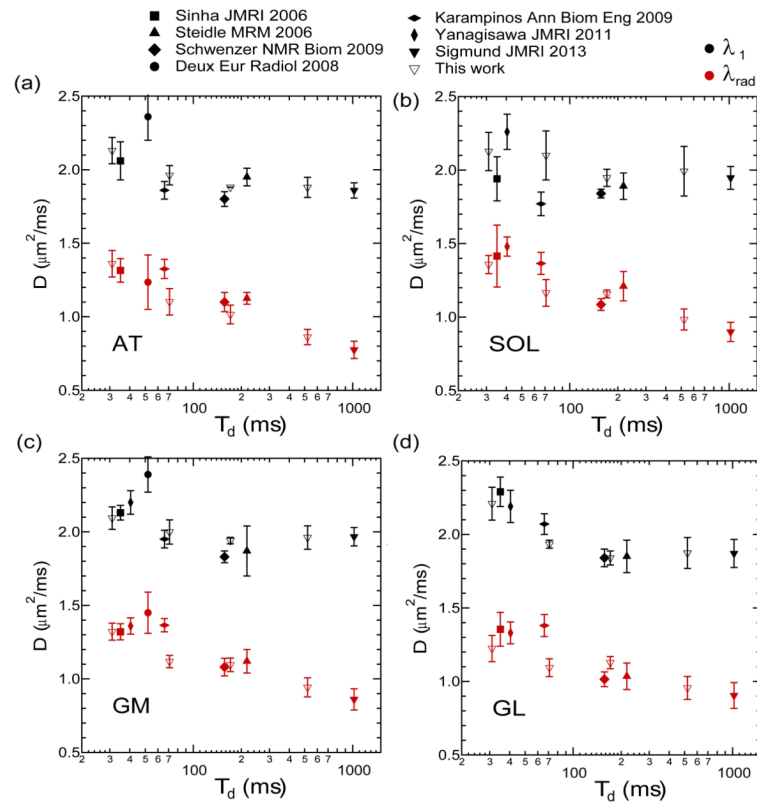 Sinha JMRI 2006
Steidle MRM 2006
Schwenzer NMR Biom 2009
Deux Eur Radiol 2008
Karampinos Ann Biom Eng 2009
Yanagisawa JMRI 2011
Sigmund JMRI 2013
This work
λ1
λrad
(a)
2.5
2.0
1.5
1.0
0.5
D (μm²/ms)
AT
2 3 4 5 6 7 100 2 3 4 5 6 7 1000
Td (ms)
(b)
2.5
2.0
1.5
1.0
0.5
D (μm²/ms)
SOL
2 3 4 5 6 7 100 2 3 4 5 6 7 1000
Td (ms)
(c)
2.5
2.0
1.5
1.0
0.5
D (μm²/ms)
GM
2 3 4 5 6 7 100 2 3 4 5 6 7 1000
Td (ms)
(d)
2.5
2.0
1.5
1.0
0.5
D (μm²/ms)
GL
2 3 4 5 6 7 100 2 3 4 5 6 7 1000
Td (ms)